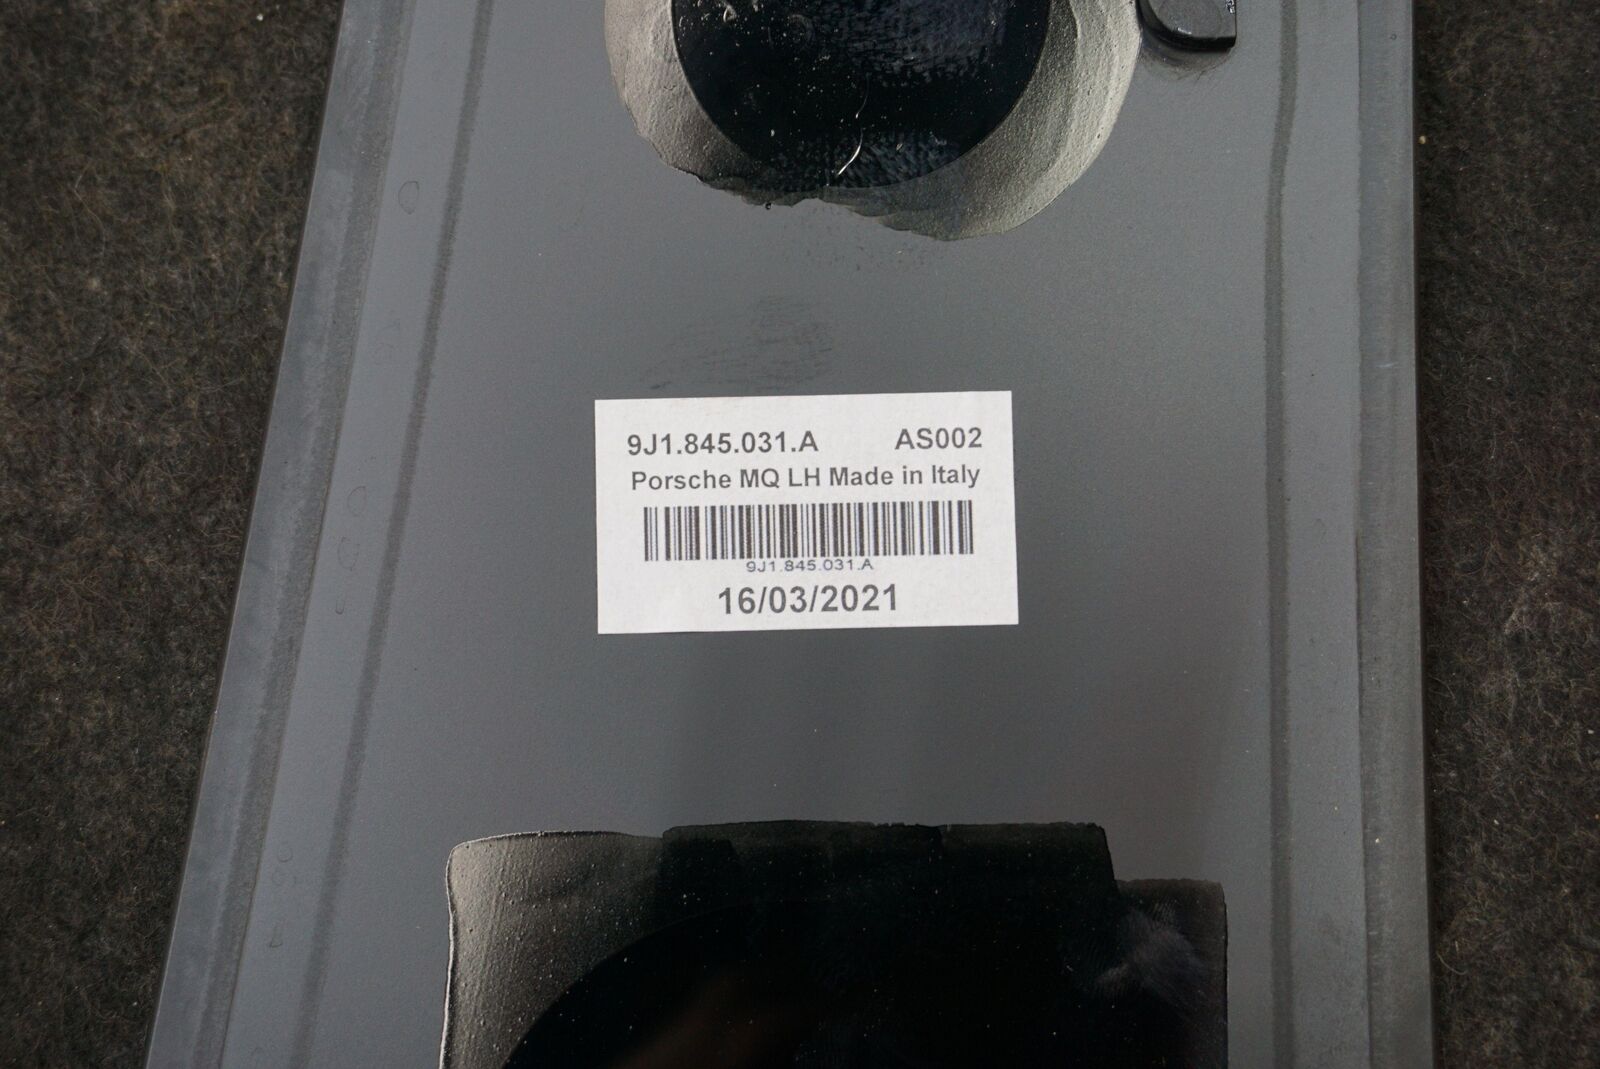 9J1.845.031.A AS002
Porsche MQ LH Made in Italy
9J1.845.031.A
16/03/2021